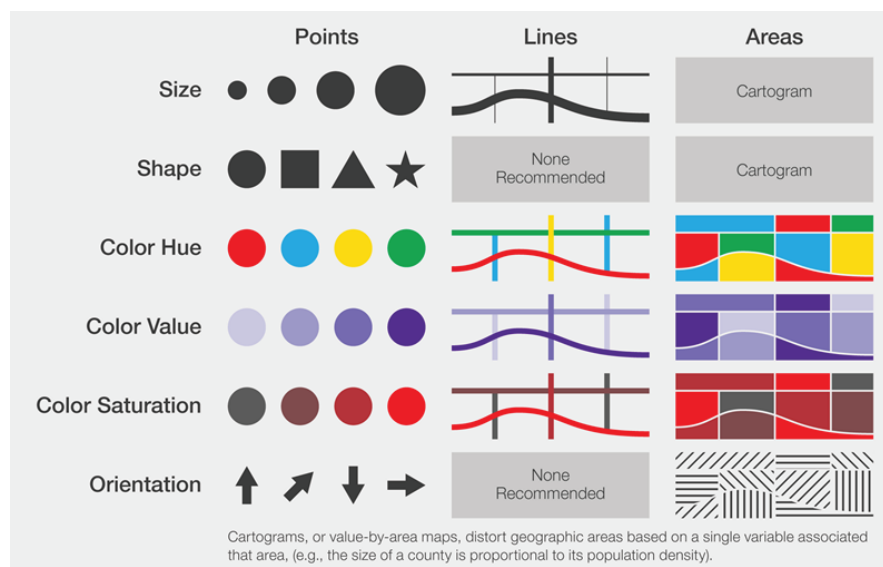 Points Lines Areas
Size
Cartogram
Shape
None
Recommended
Cartogram
Color Hue
Color Value
Color Saturation
Orientation
None
Recommended
Cartograms, or value-by-area maps, distort geographic areas based on a single variable associated
that area, (e.g., the size of a county is proportional to its population density).